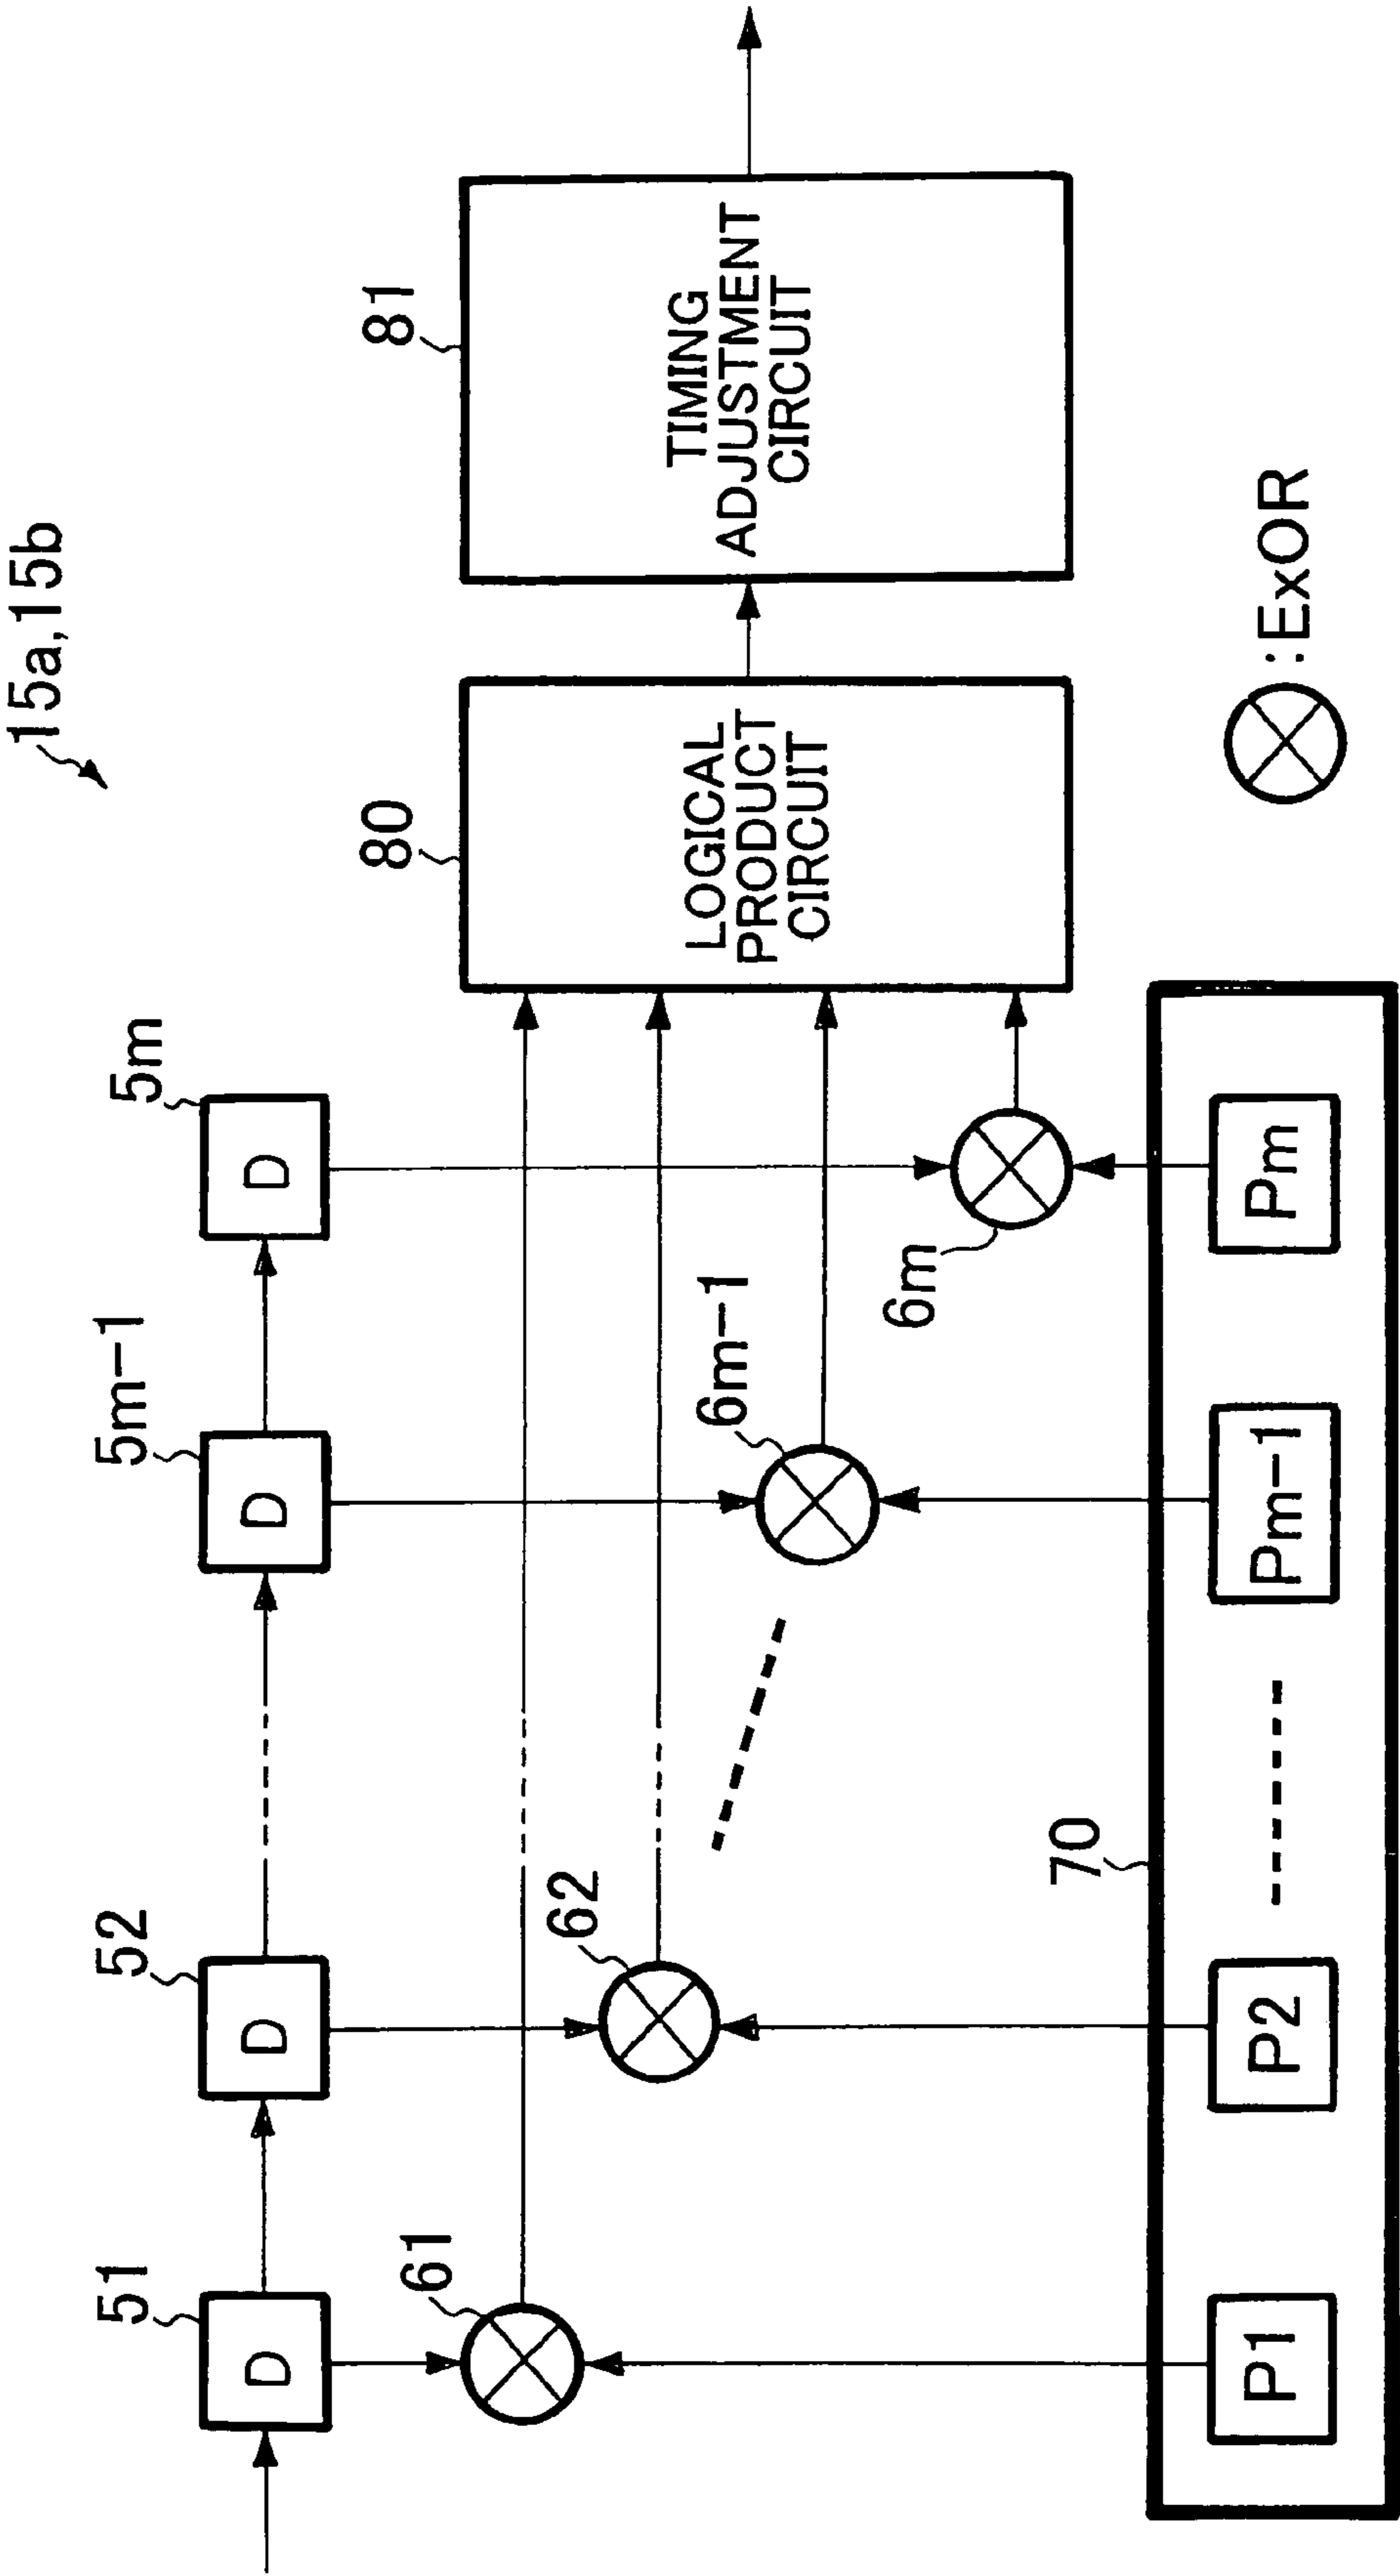 15a,15b
51
52
5m-1
5m
D
D
D
D
61
62
6m-1
6m
80
LOGICAL
PRODUCT
CIRCUIT
81
TIMING
ADJUSTMENT
CIRCUIT
70
P1
P2
Pm-1
Pm
:ExOR